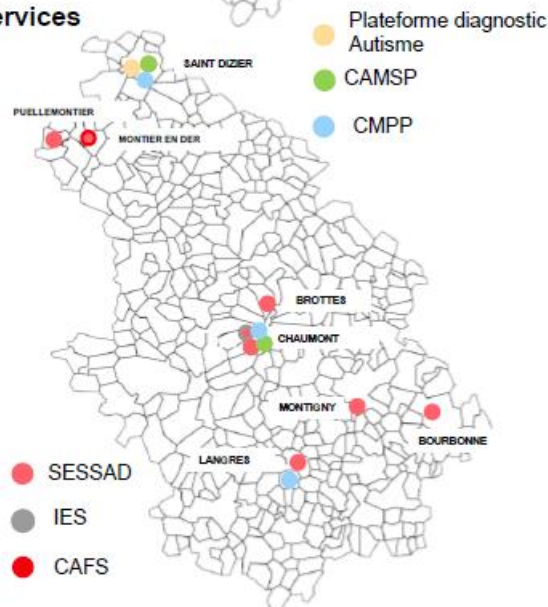 ervices
Plateforme diagnostic
Autisme
CAMSP
CMPP
SAINT DIZIER
PUELLEMONTIER
MONTIER EN DER
BROTTES
CHAUMONT
MONTIGNY
BOURBONNE
LANGRES
SESSAD
IES
CAFS